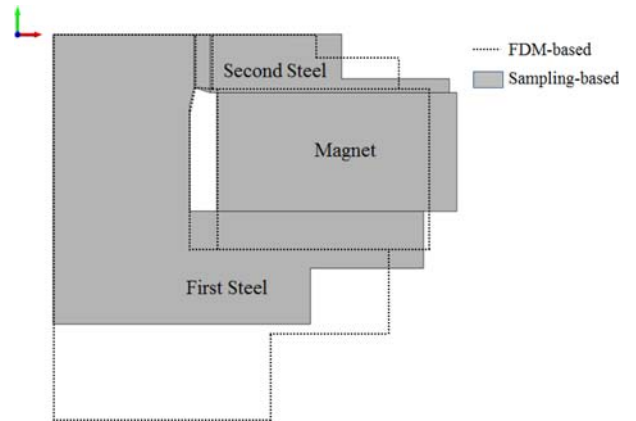 FDM-based
Second Steel
Sampling-based
Magnet
First Steel